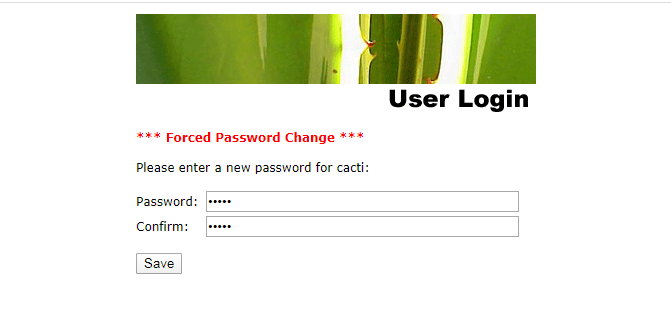 User Login
*** Forced Password Change ***
Please enter a new password for cacti:
Password: •••••
Confirm: •••••
Save